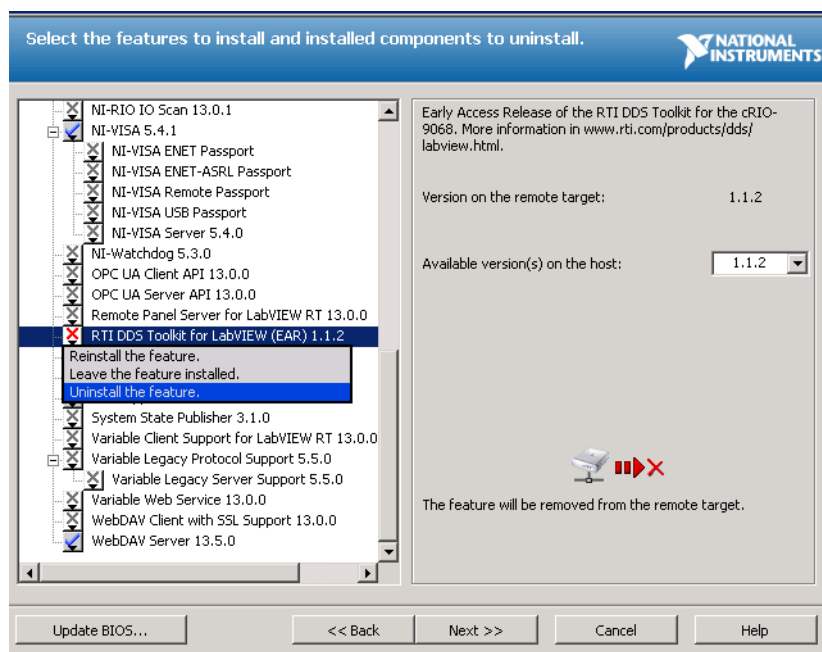 Select the features to install and installed components to uninstall.
NATIONAL
INSTRUMENTS
NI-RIO IO Scan 13.0.1
NI-VISA 5.4.1
NI-VISA ENET Passport
NI-VISA ENET-ASRL Passport
NI-VISA Remote Passport
NI-VISA USB Passport
NI-VISA Server 5.4.0
NI-Watchdog 5.3.0
OPC UA Client API 13.0.0
OPC UA Server API 13.0.0
Remote Panel Server for LabVIEW RT 13.0.0
RTI DDS Toolkit for LabVIEW (EAR) 1.1.2
Reinstall the feature.
Leave the feature installed.
Uninstall the feature.
System State Publisher 3.1.0
Variable Client Support for LabVIEW RT 13.0.0
Variable Legacy Protocol Support 5.5.0
Variable Legacy Server Support 5.5.0
Variable Web Service 13.0.0
WebDAV Client with SSL Support 13.0.0
WebDAV Server 13.5.0
Early Access Release of the RTI DDS Toolkit for the cRIO-
9068. More information in www.rti.com/products/dds/
labview.html.
Version on the remote target: 1.1.2
Available version(s) on the host: 1.1.2
The feature will be removed from the remote target.
Update BIOS...
<< Back
Next >>
Cancel
Help